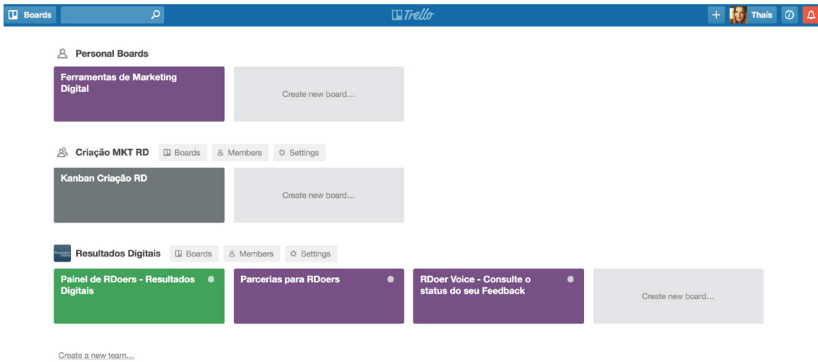 Boards
Trello
Thaís
Personal Boards
Ferramentas de Marketing
Digital
Create new board...
Criação MKT RD
Boards
Members
Settings
Kanban Criação RD
Create new board...
Resultados Digitais
Boards
Members
Settings
Painel de RDoers - Resultados
Digitais
Parcerias para RDoers
RDoer Voice - Consulte o
status do seu Feedback
Create new board...
Create a new team...